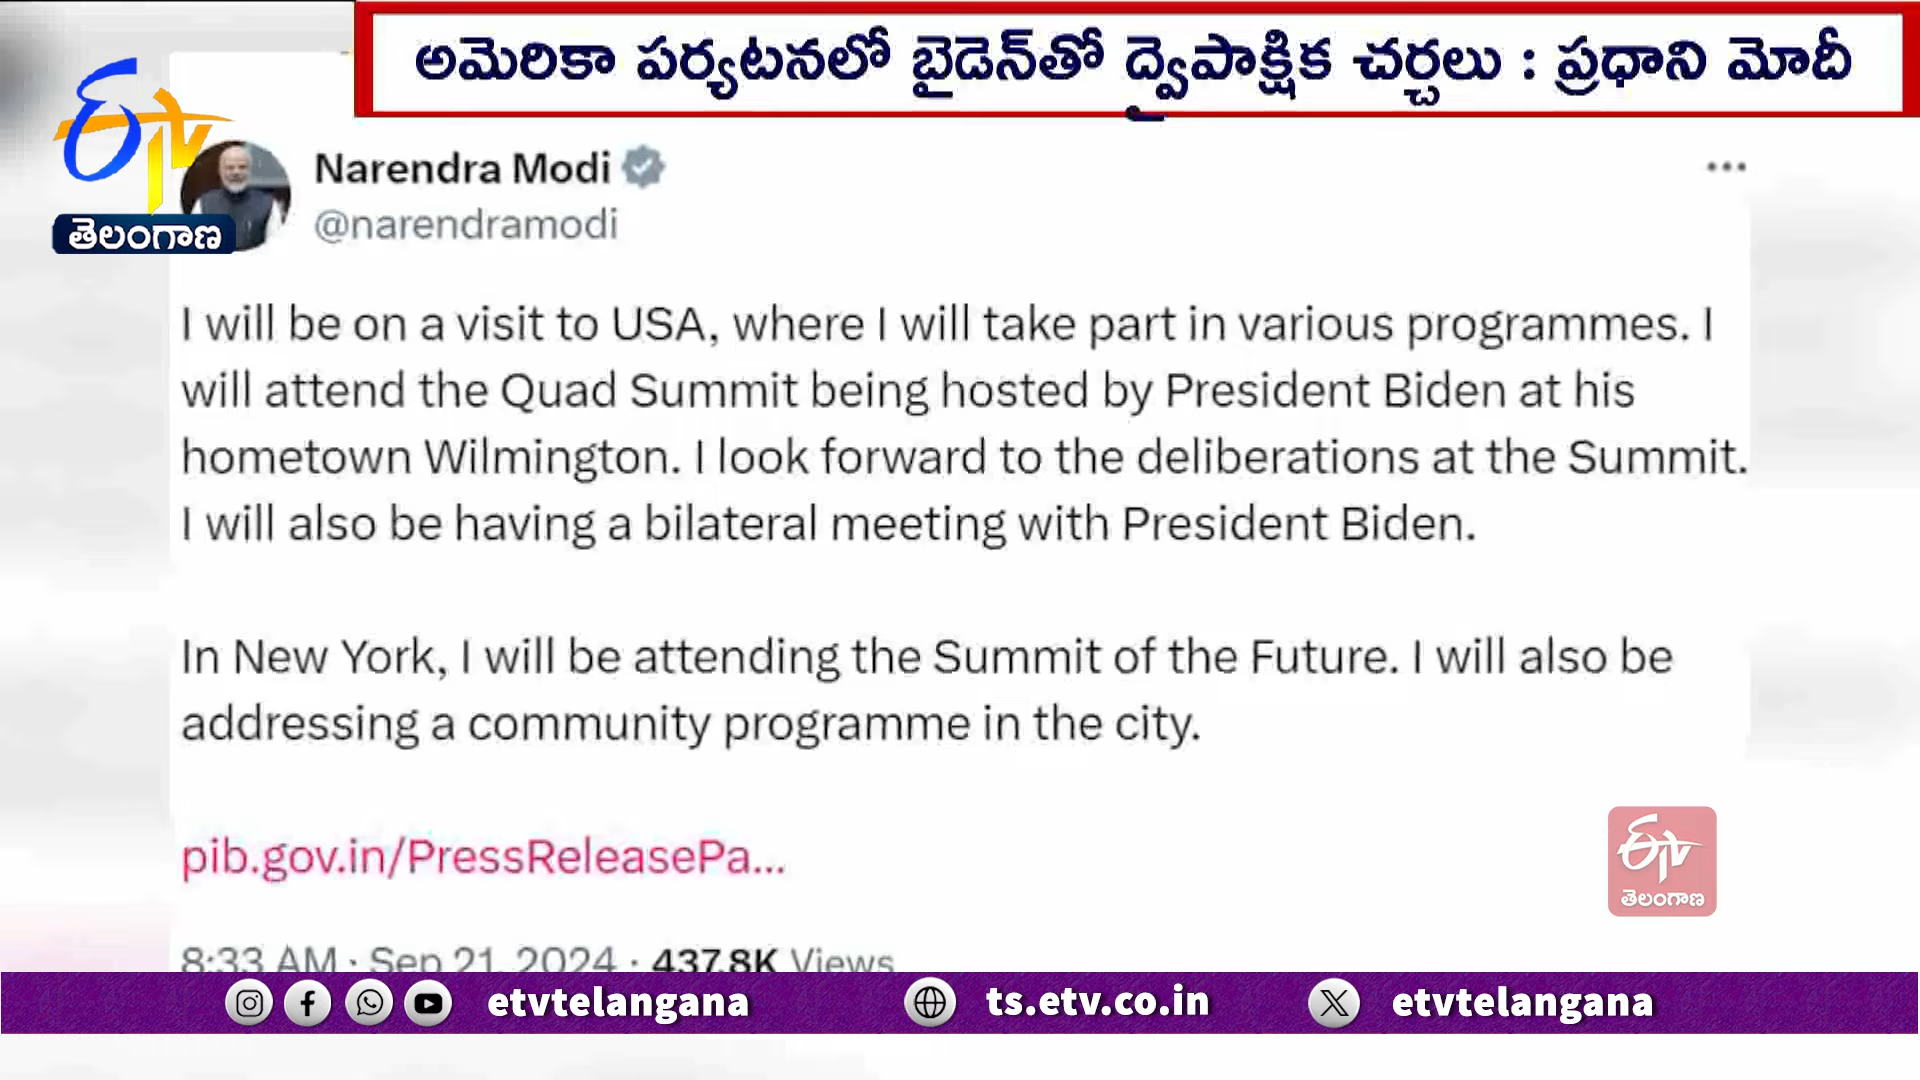 అమెరికా పర్యటనలో బైడెన్‌తో ద్వైపాక్షిక చర్చలు : ప్రధాని మోదీ
ఈtv
తెలంగాణ
Narendra Modi
@narendramodi
I will be on a visit to USA, where I will take part in various programmes. I
will attend the Quad Summit being hosted by President Biden at his
hometown Wilmington. I look forward to the deliberations at the Summit.
I will also be having a bilateral meeting with President Biden.
In New York, I will be attending the Summit of the Future. I will also be
addressing a community programme in the city.
pib.gov.in/PressReleasePa...
ఈtv
తెలంగాణ
8:33 AM · Sep 21, 2024 · 437.8K Views
etvtelangana
ts.etv.co.in
etvtelangana